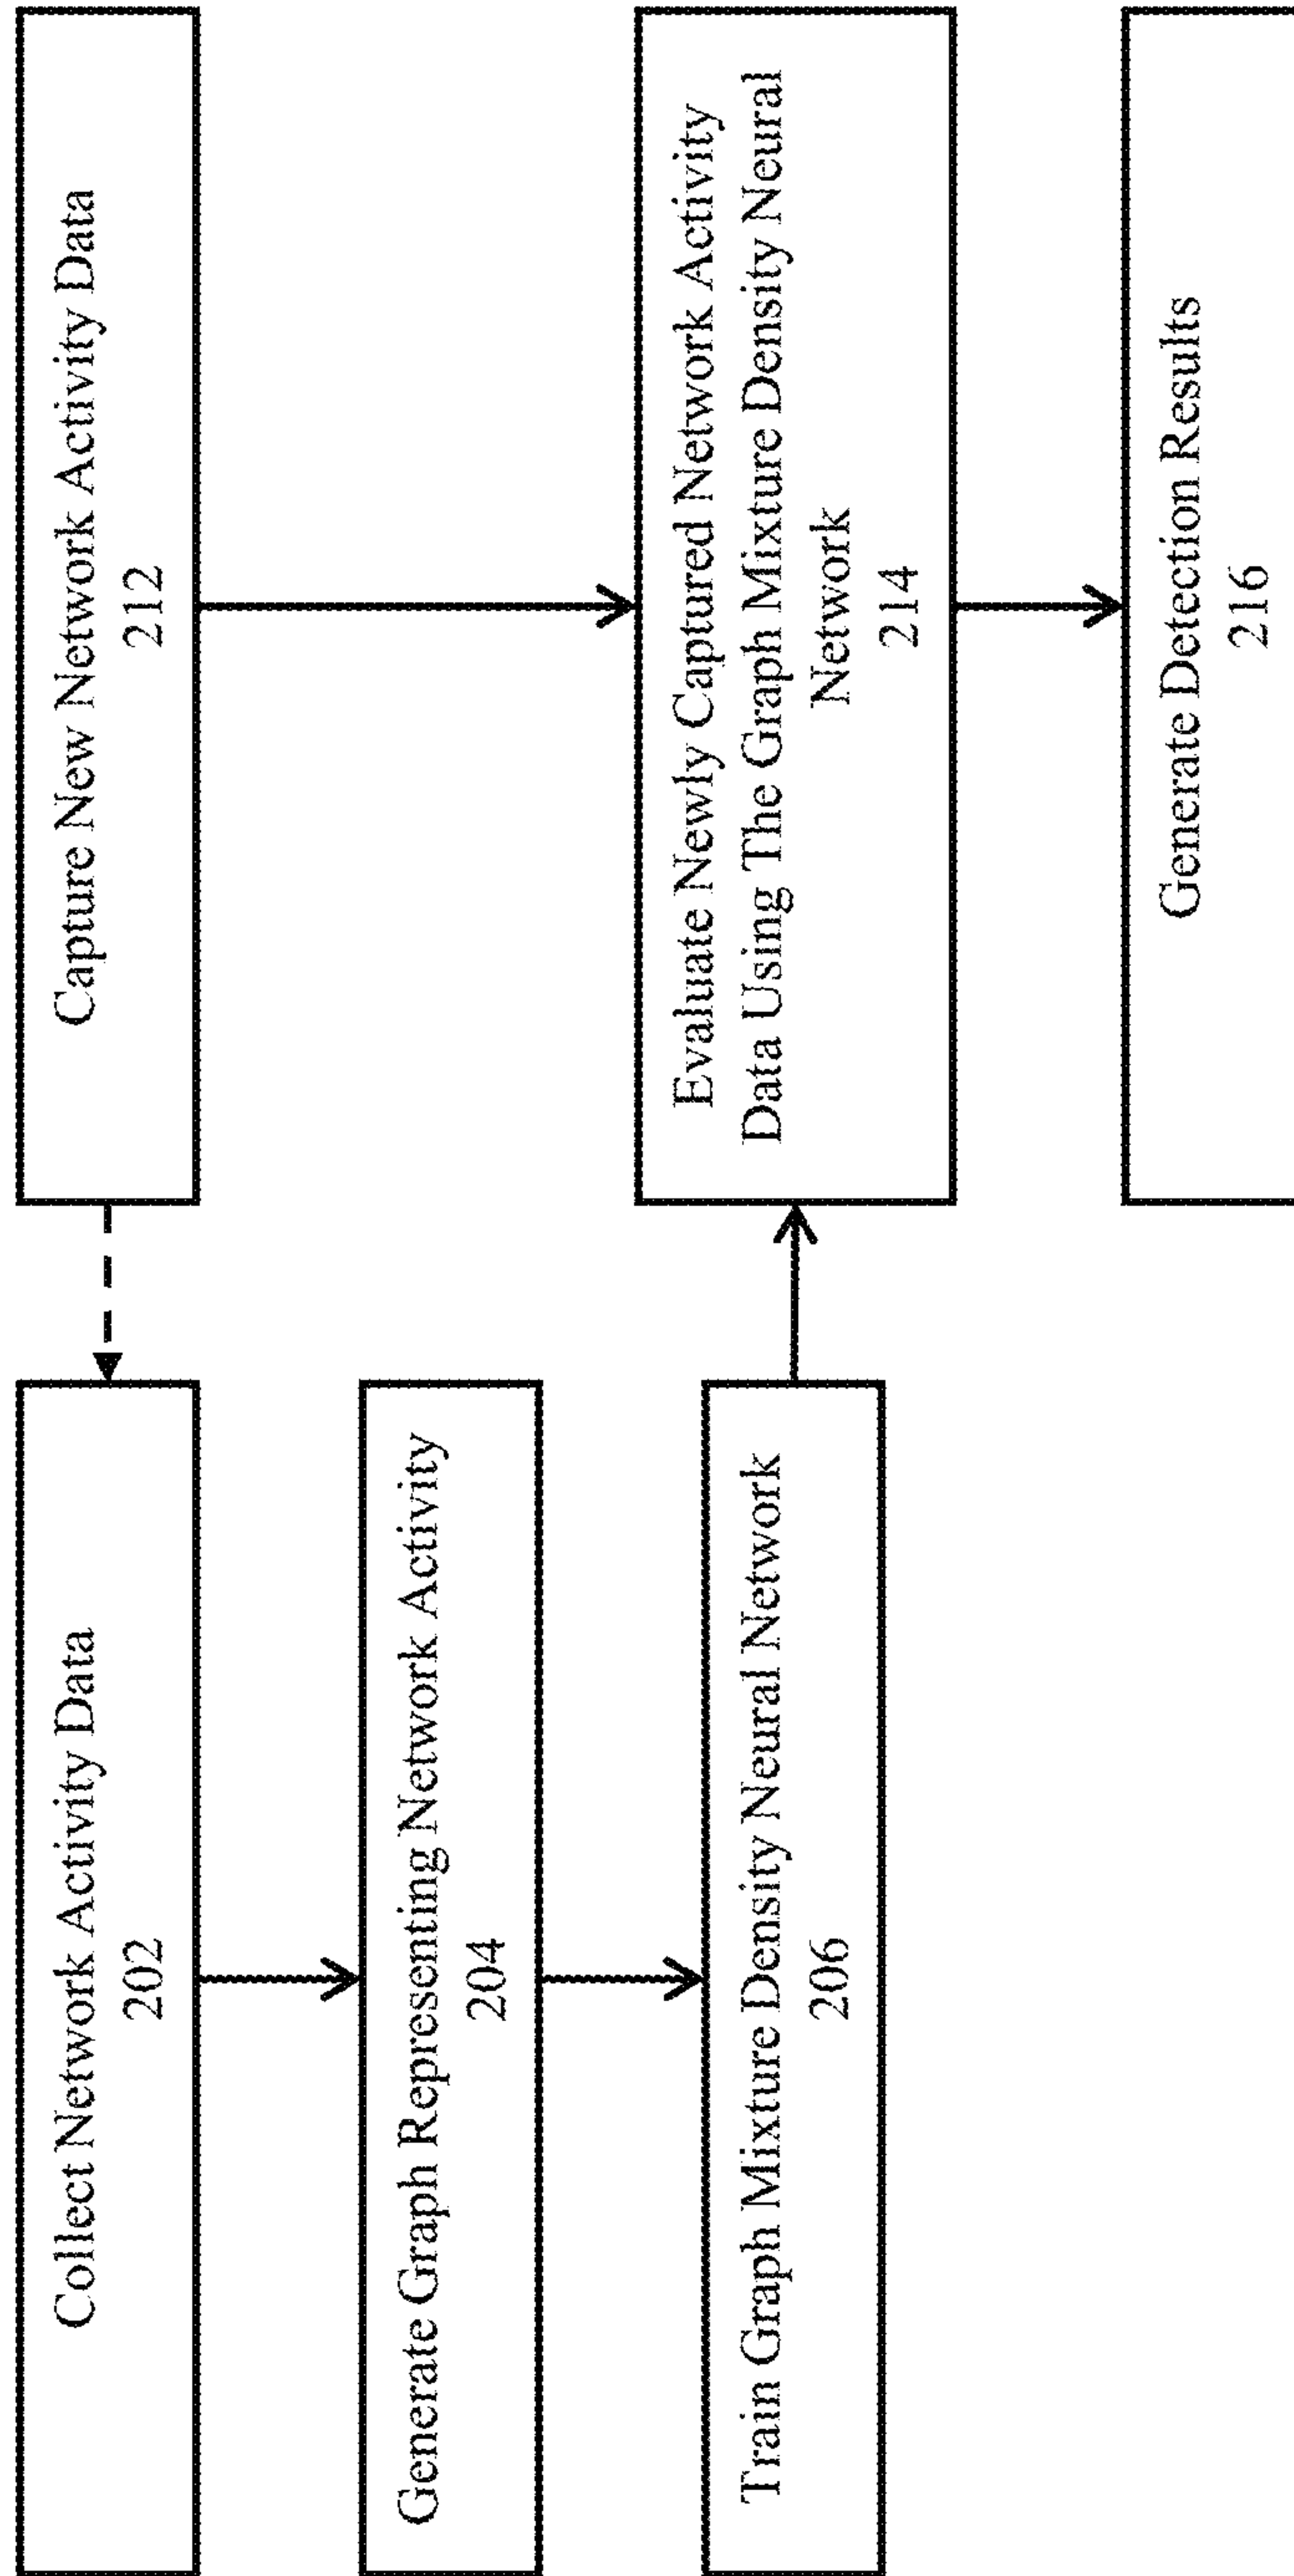 Collect Network Activity Data
202
Generate Graph Representing Network Activity
204
Train Graph Mixture Density Neural Network
206
Capture New Network Activity Data
212
Evaluate Newly Captured Network Activity
Data Using The Graph Mixture Density Neural
Network
214
Generate Detection Results
216